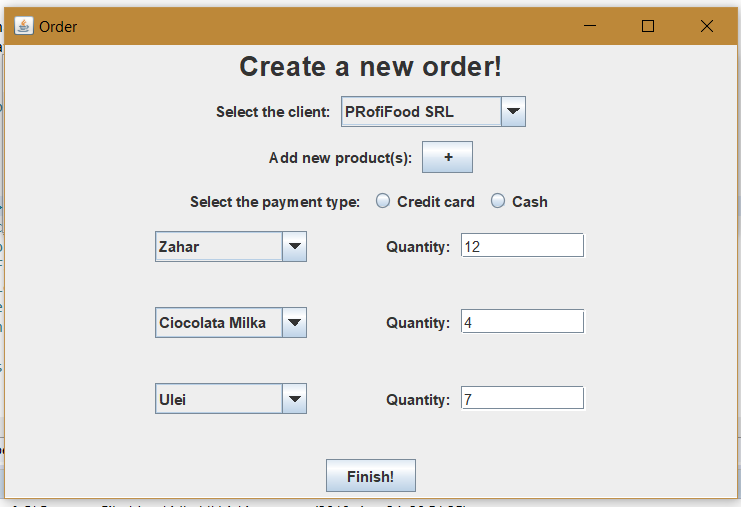 Order
Create a new order!
Select the client: PRofiFood SRL
Add new product(s): +
Select the payment type: Credit card Cash
Zahar Quantity: 12
Ciocolata Milka Quantity: 4
Ulei Quantity: 7
Finish!